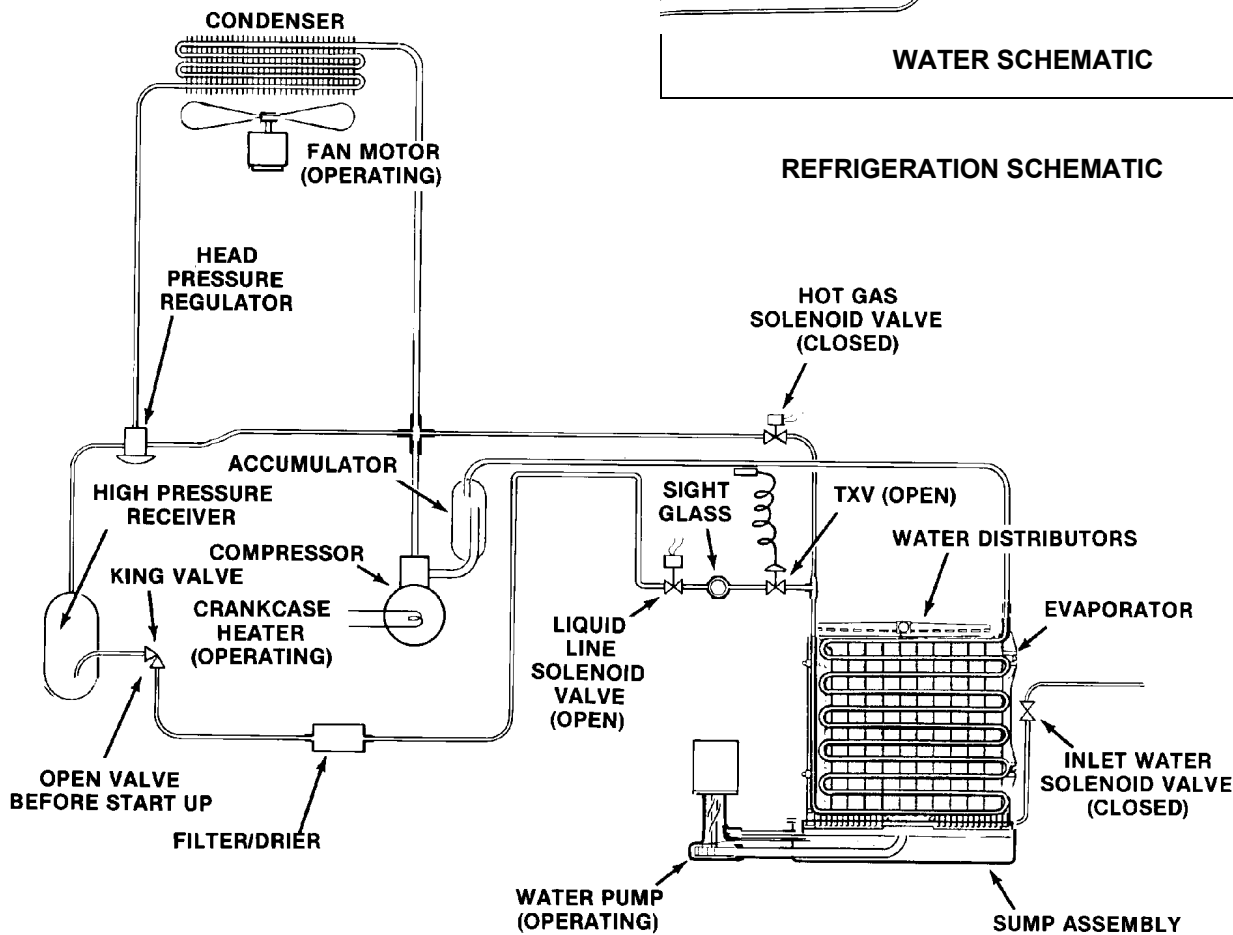 CONDENSER
WATER SCHEMATIC
FAN MOTOR
(OPERATING)
REFRIGERATION SCHEMATIC
HEAD
PRESSURE
REGULATOR
HOT GAS
SOLENOID VALVE
(CLOSED)
ACCUMULATOR
HIGH PRESSURE
RECEIVER
SIGHT
GLASS
TXV (OPEN)
COMPRESSOR
WATER DISTRIBUTORS
KING VALVE
CRANKCASE
HEATER
(OPERATING)
EVAPORATOR
LIQUID
LINE
SOLENOID
VALVE
(OPEN)
OPEN VALVE
BEFORE START UP
INLET WATER
SOLENOID VALVE
(CLOSED)
FILTER/DRIER
WATER PUMP
(OPERATING)
SUMP ASSEMBLY